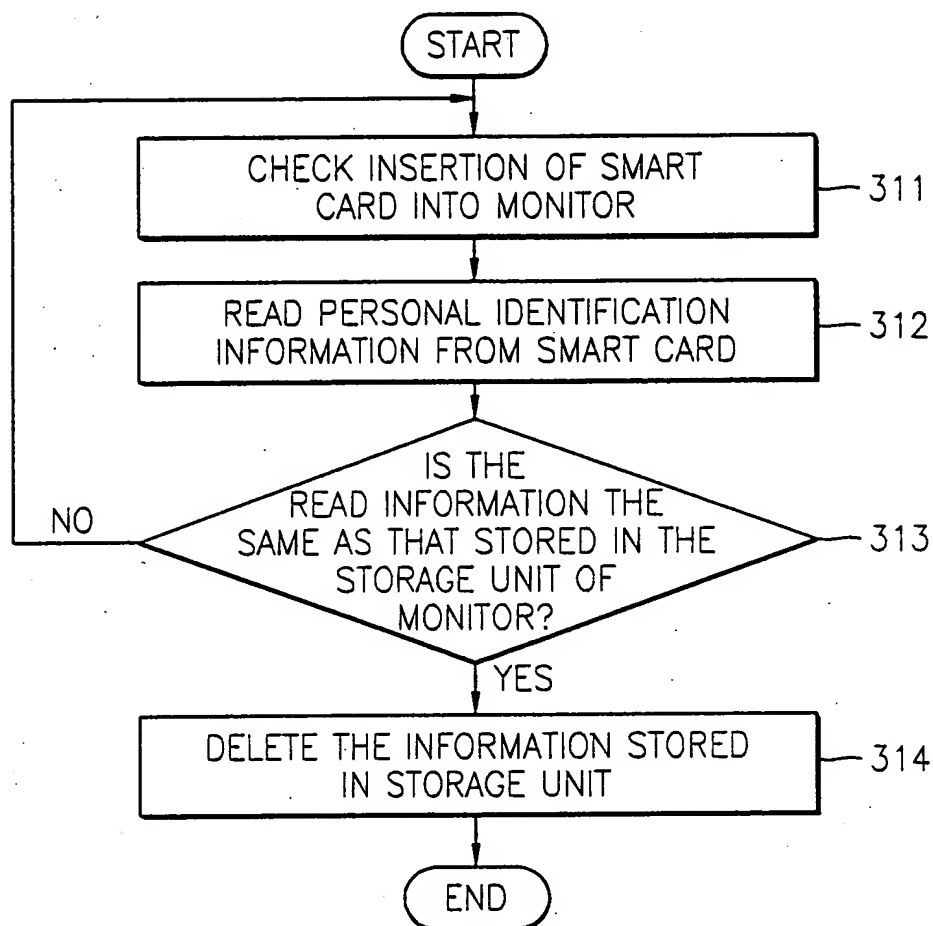 START
CHECK INSERTION OF SMART
CARD INTO MONITOR
311
READ PERSONAL IDENTIFICATION
INFORMATION FROM SMART CARD
312
IS THE
READ INFORMATION THE
SAME AS THAT STORED IN THE
STORAGE UNIT OF
MONITOR?
313
NO
YES
DELETE THE INFORMATION STORED
IN STORAGE UNIT
314
END